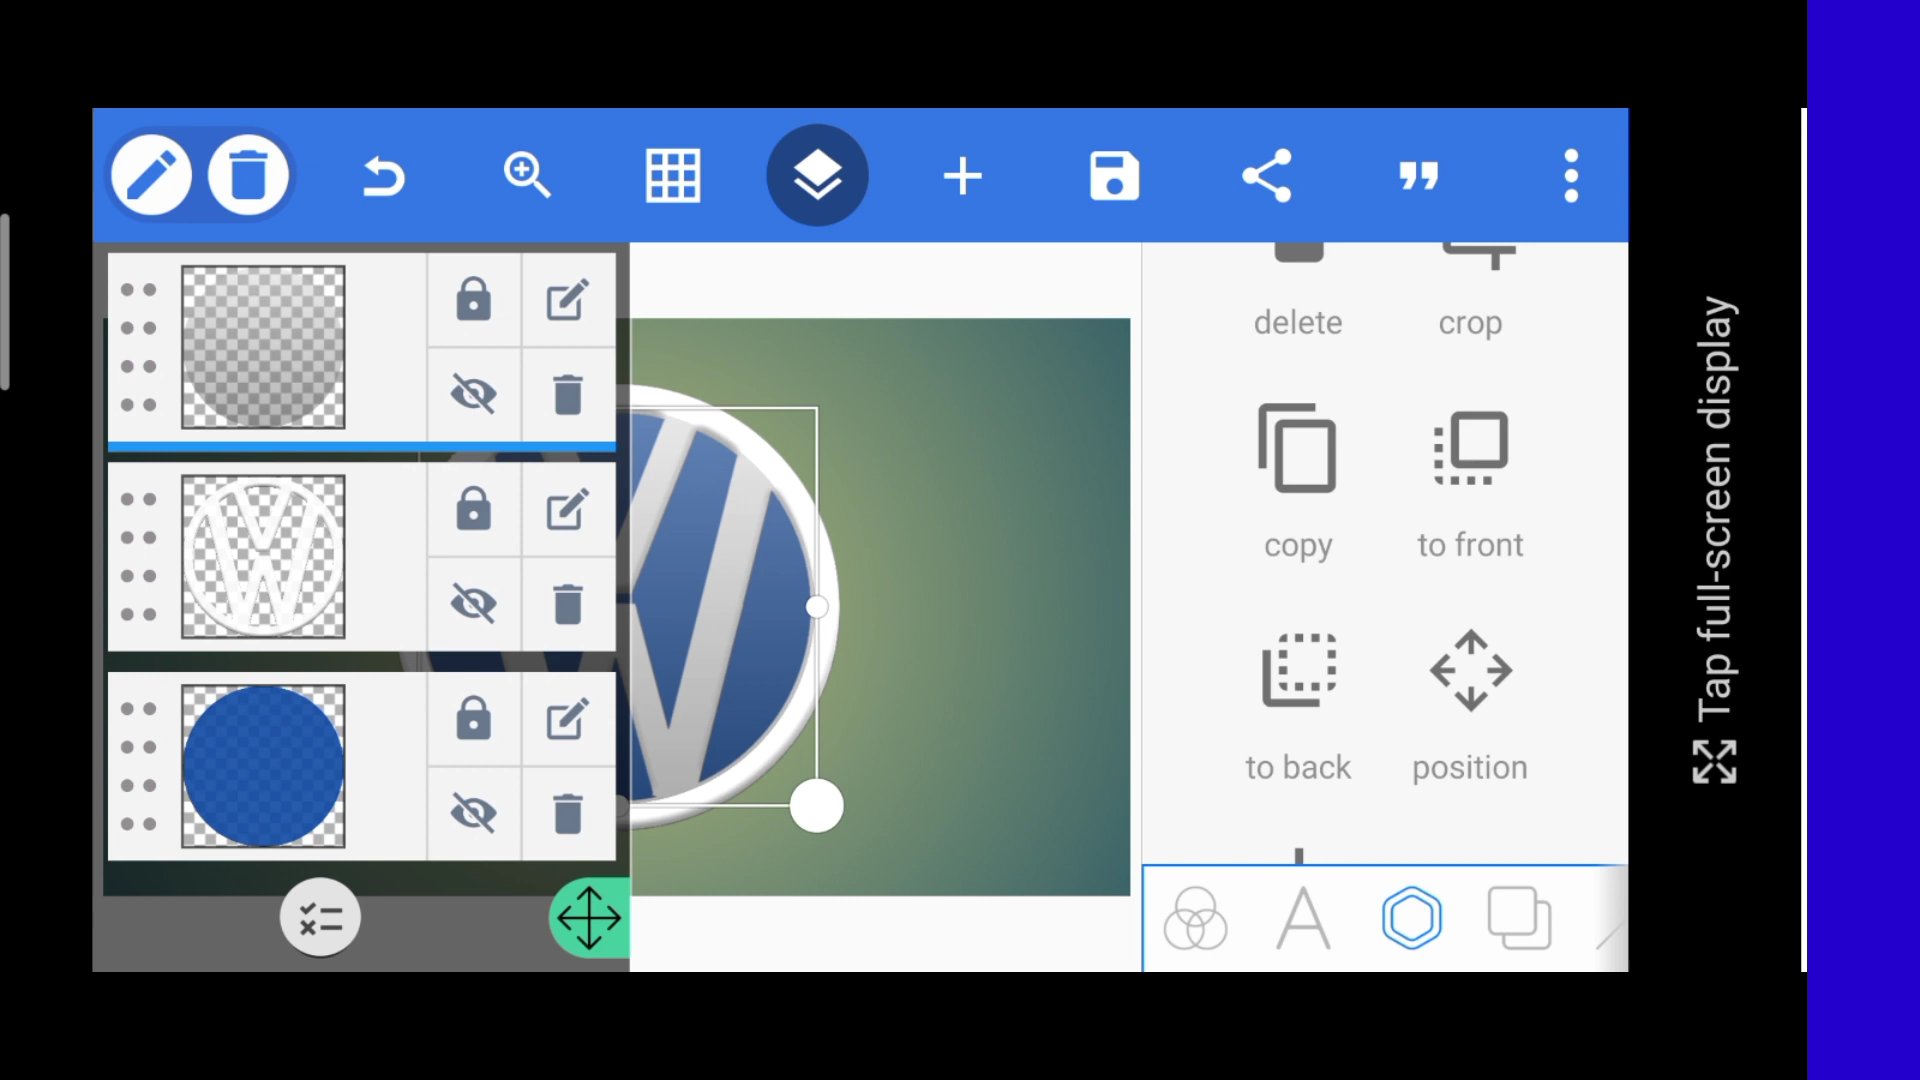 delete
crop
copy
to front
to back
position
Tap full-screen display